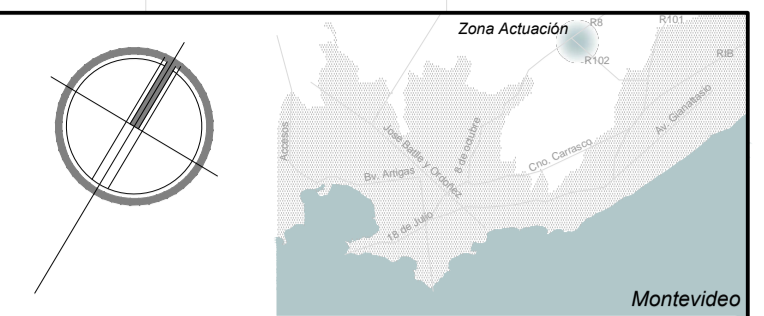 Zona Actuación
R8
R101
R102
RIB
Av. Gianattasio
José Batlle y Ordoñez
8 de octubre
Accesos
Cno. Carrasco
Bv. Artigas
18 de Julio
Montevideo